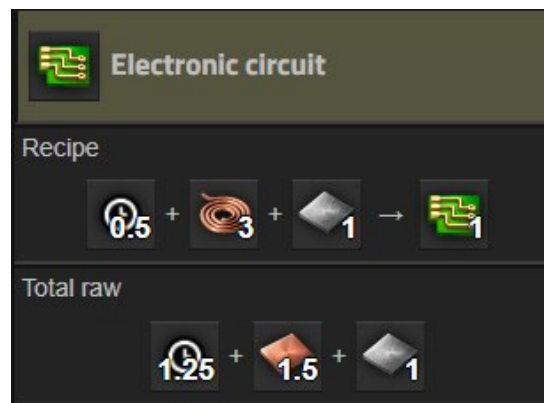 Electronic circuit
Recipe
0.5 + 3 + 1 → 1
Total raw
1.25 + 1.5 + 1